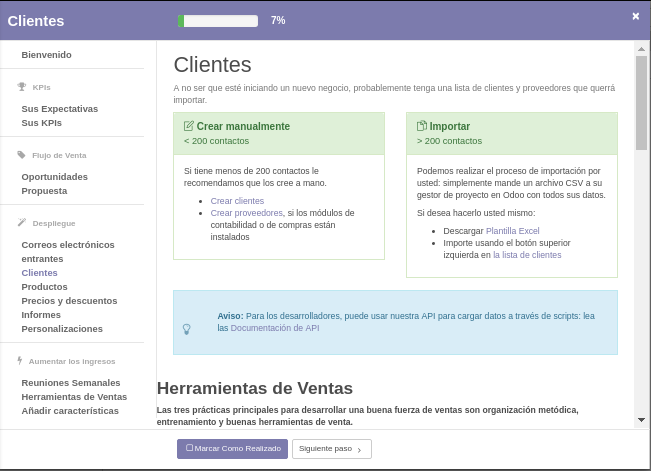 Clientes
7%
×
Bienvenido
KPIs
Sus Expectativas
Sus KPIs
Flujo de Venta
Oportunidades
Propuesta
Despliegue
Correos electrónicos
entrantes
Clientes
Productos
Precios y descuentos
Informes
Personalizaciones
Aumentar los ingresos
Reuniones Semanales
Herramientas de Ventas
Añadir características
Clientes
A no ser que esté iniciando un nuevo negocio, probablemente tenga una lista de clientes y proveedores que querrá
importar.
Crear manualmente
< 200 contactos
Si tiene menos de 200 contactos le
recomendamos que los cree a mano.
• Crear clientes
• Crear proveedores, si los módulos de
contabilidad o de compras están
instalados
Importar
> 200 contactos
Podemos realizar el proceso de importación por
usted: simplemente mande un archivo CSV a su
gestor de proyecto en Odoo con todos sus datos.
Si desea hacerlo usted mismo:
• Descargar Plantilla Excel
• Importe usando el botón superior
izquierda en la lista de clientes
Aviso: Para los desarrolladores, puede usar nuestra API para cargar datos a través de scripts: lea
las Documentación de API
Herramientas de Ventas
Las tres prácticas principales para desarrollar una buena fuerza de ventas son organización metódica,
entrenamiento y buenas herramientas de venta.
Marcar Como Realizado
Siguiente paso ›